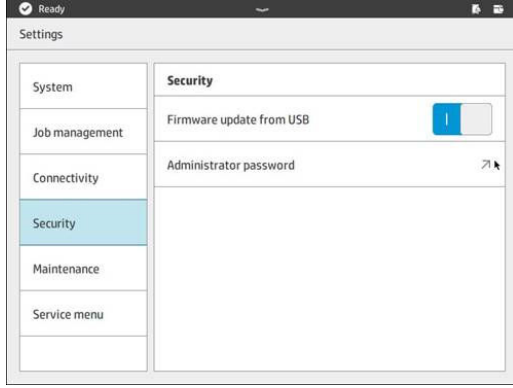 Ready
Settings
System
Job management
Connectivity
Security
Maintenance
Service menu
Security
Firmware update from USB
Administrator password